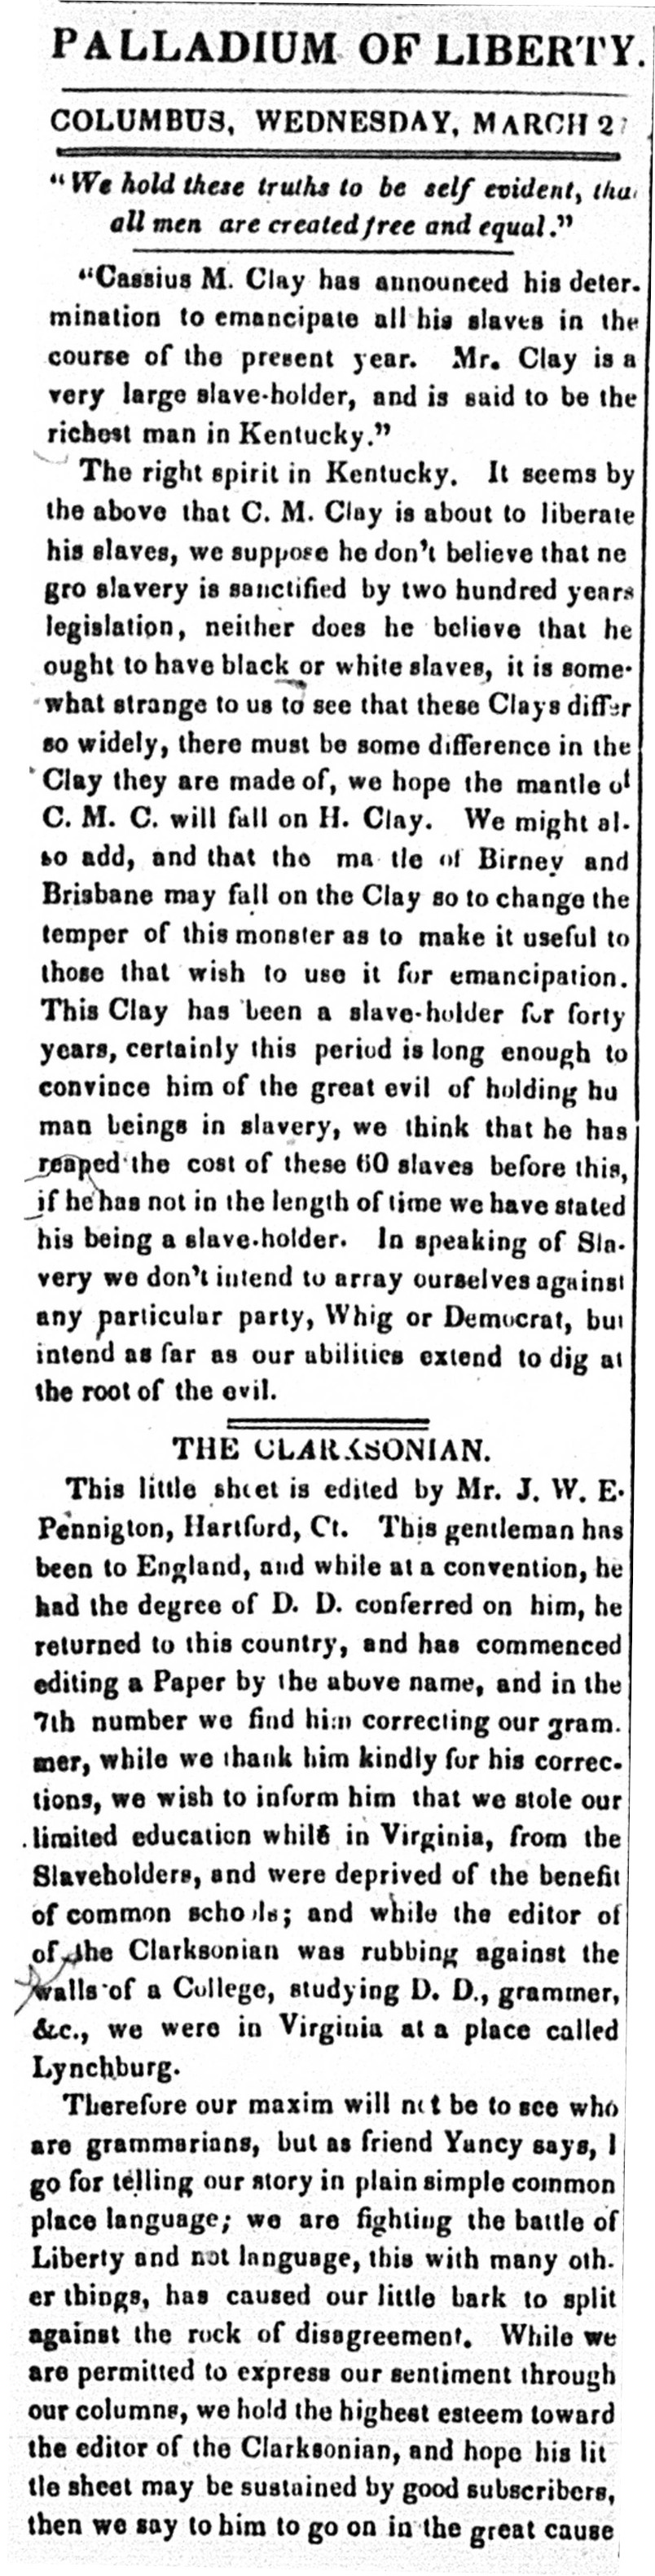 PALLADIUM OF LIBERTY.
COLUMBUS, WEDNESDAY, MARCH 27
"We hold these truths to be self evident, tha
all men are created free and equal."
"Cassius M. Clay has announced his deter-
mination to emancipate all his slaves in the
course of the present year. Mr. Clay is a
very large slave-holder, and is said to be the
richest man in Kentucky."
The right spirit in Kentucky. It seems by
the above that C. M. Clay is about to liberate
his slaves, we suppose he don't believe that ne
gro slavery is sanctified by two hundred years
legislation, neither does he believe that he
ought to have black or white slaves, it is some-
what strange to us to see that these Clays differ
so widely, there must be some difference in the
Clay they are made of, we hope the mantle of
C. M. C. will fall on H. Clay. We might al-
so add, and that the ma tle of Birney and
Brisbane may fall on the Clay so to change the
temper of this monster as to make it useful to
those that wish to use it for emancipation.
This Clay has been a slave-holder for forty
years, certainly this period is long enough to
convince him of the great evil of holding hu
man beings in slavery, we think that he has
reaped the cost of these 60 slaves before this,
if he has not in the length of time we have stated
his being a slave-holder. In speaking of Sla-
very we don't intend to array ourselves against
any particular party, Whig or Democrat, but
intend as far as our abilities extend to dig at
the root of the evil.
THE CLARKSONIAN.
This little sheet is edited by Mr. J. W. E.
Pennigton, Hartford, Ct. This gentleman has
been to England, and while at a convention, he
had the degree of D. D. conferred on him, he
returned to this country, and has commenced
editing a Paper by the above name, and in the
7th number we find him correcting our gram.
mer, while we thank him kindly for his correc-
tions, we wish to inform him that we stole our
limited education while in Virginia, from the
Slaveholders, and were deprived of the benefit
of common schools; and while the editor of
of the Clarksonian was rubbing against the
walls of a College, studying D. D., grammer,
&c., we were in Virginia at a place called
Lynchburg.
Therefore our maxim will not be to see who
are grammarians, but as friend Yancy says, I
go for telling our story in plain simple common
place language; we are fighting the battle of
Liberty and not language, this with many oth-
er things, has caused our little bark to split
against the rock of disagreement. While we
are permitted to express our sentiment through
our columns, we hold the highest esteem toward
the editor of the Clarksonian, and hope his lit
tle sheet may be sustained by good subscribers,
then we say to him to go on in the great cause